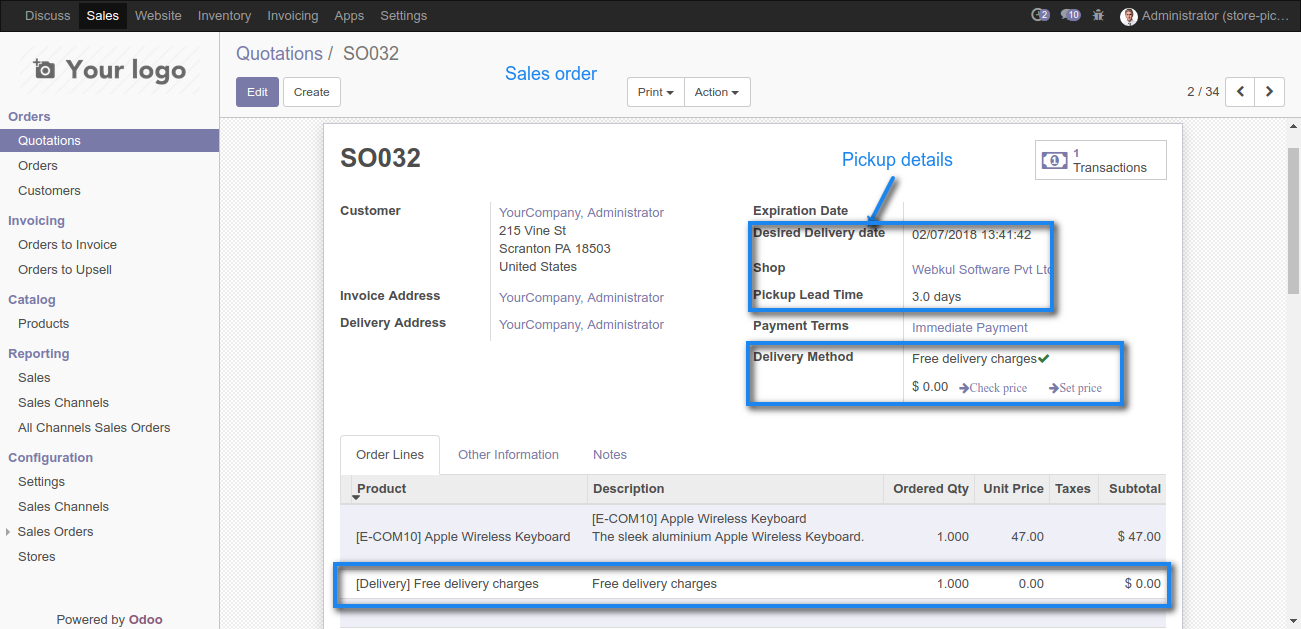 Discuss Sales Website Inventory Invoicing Apps Settings 2 10 Administrator (store-pic...
Your logo
Quotations / SO032
Sales order
Edit Create Print Action 2 / 34
Orders
Quotations
Orders
Customers
Invoicing
Orders to Invoice
Orders to Upsell
Catalog
Products
Reporting
Sales
Sales Channels
All Channels Sales Orders
Configuration
Settings
Sales Channels
Sales Orders
Stores
Powered by Odoo
SO032
Pickup details
1
Transactions
Customer YourCompany, Administrator
215 Vine St
Scranton PA 18503
United States
Invoice Address YourCompany, Administrator
Delivery Address YourCompany, Administrator
Expiration Date
Desired Delivery date 02/07/2018 13:41:42
Shop Webkul Software Pvt Ltd
Pickup Lead Time 3.0 days
Payment Terms Immediate Payment
Delivery Method Free delivery charges
$ 0.00 Check price Set price
Order Lines Other Information Notes
Product Description Ordered Qty Unit Price Taxes Subtotal
[E-COM10] Apple Wireless Keyboard
[E-COM10] Apple Wireless Keyboard The sleek aluminium Apple Wireless Keyboard. 1.000 47.00 $ 47.00
[Delivery] Free delivery charges Free delivery charges 1.000 0.00 $ 0.00